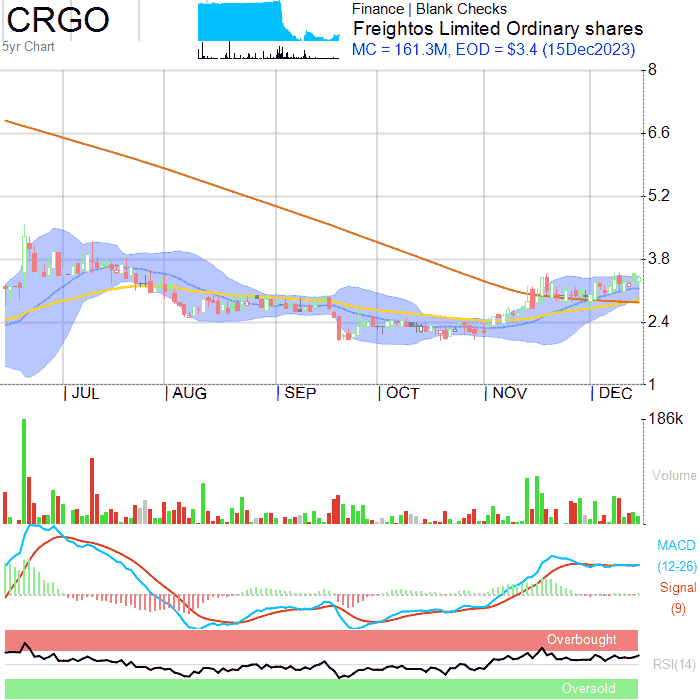 CRGO
5yr Chart
Finance | Blank Checks
Freightos Limited Ordinary shares
MC = 161.3M, EOD = $3.4 (15Dec2023)
8
6.6
5.2
3.8
2.4
1
JUL AUG SEP OCT NOV DEC
186k
Volume
MACD
(12-26)
Signal
(9)
Overbought
RSI(14)
Oversold